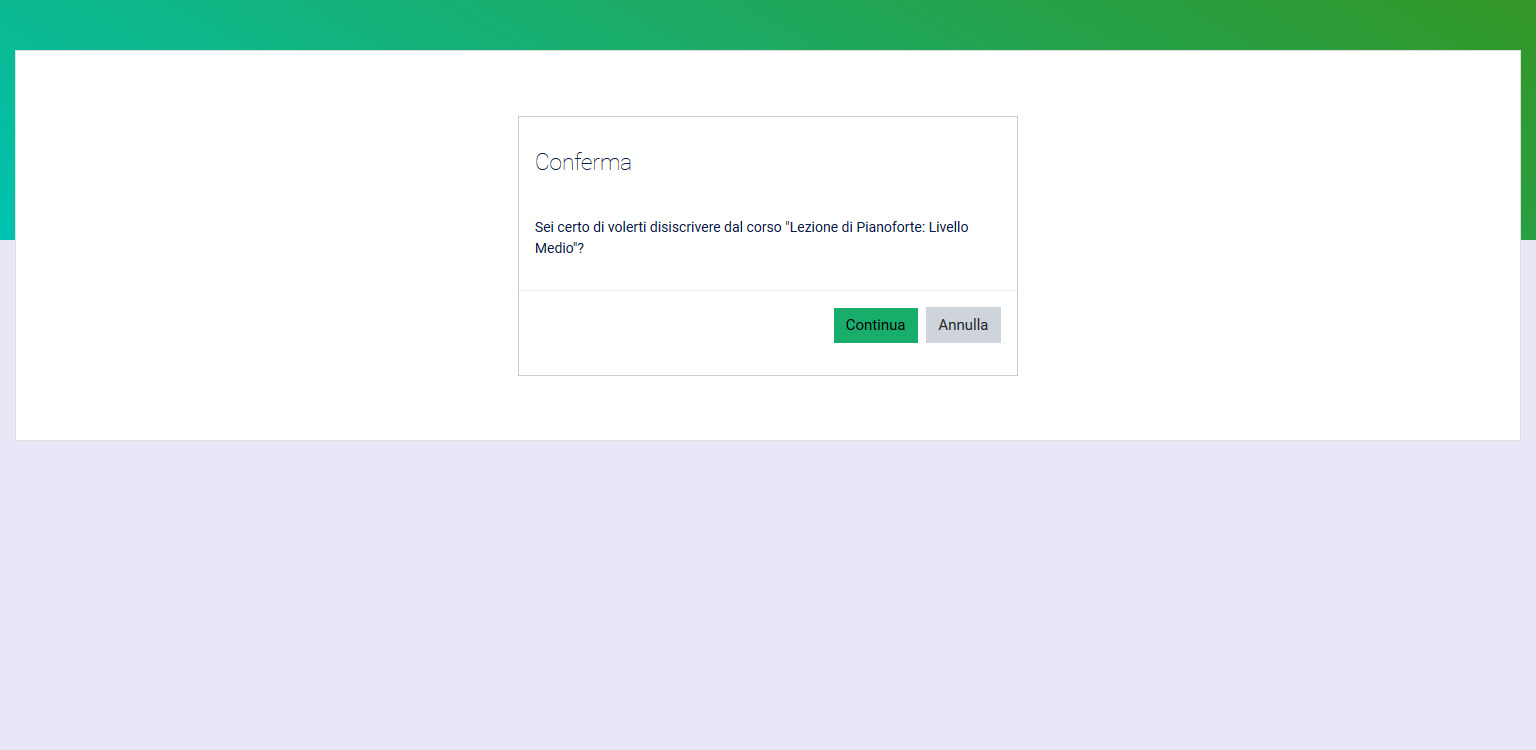 Conferma
Sei certo di volerti disiscrivere dal corso "Lezione di Pianoforte: Livello
Medio"?
Continua
Annulla